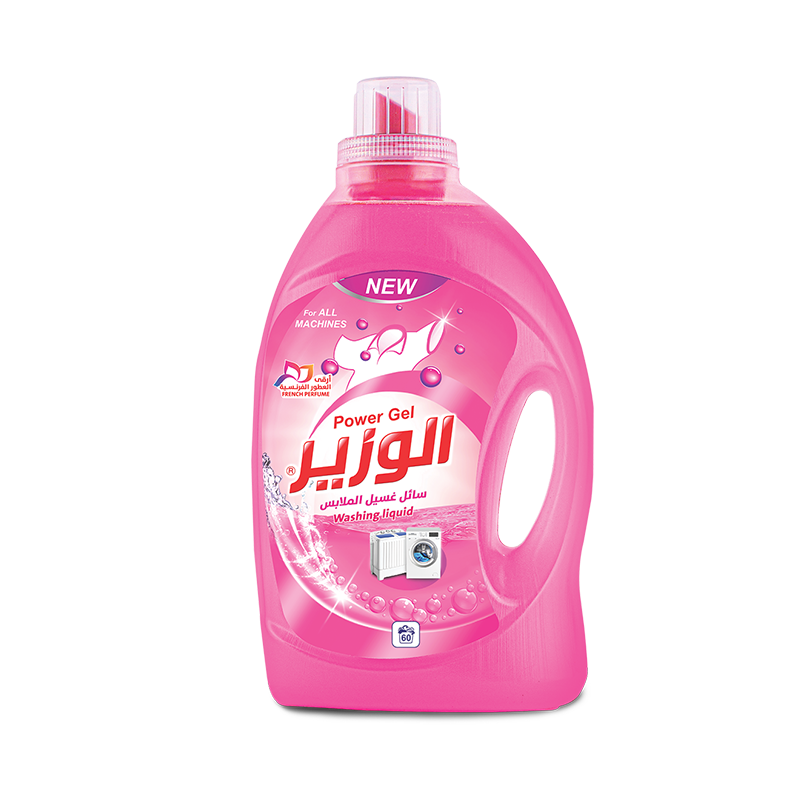 NEW
For ALL
MACHINES
أرقى
العطور الفرنسية
FRENCH PERFUME
Power Gel
الوزير
®
سائل غسيل الملابس
Washing liquid
60